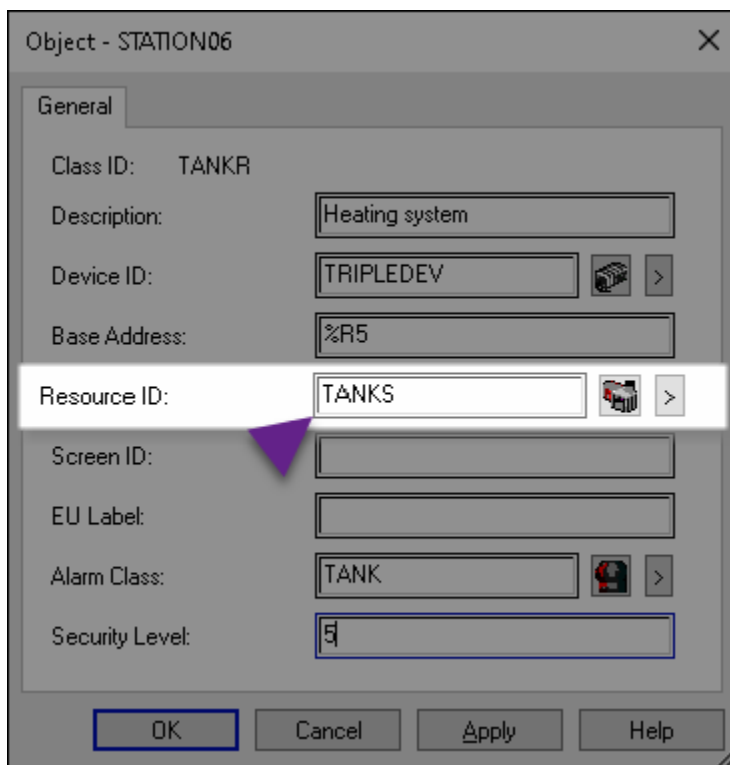 Object - STATION06
General
Class ID: TANKR
Description: Heating system
Device ID: TRIPLEDEV >
Base Address: %R5
Resource ID: TANKS >
Screen ID:
EU Label:
Alarm Class: TANK >
Security Level: 5
OK Cancel Apply Help